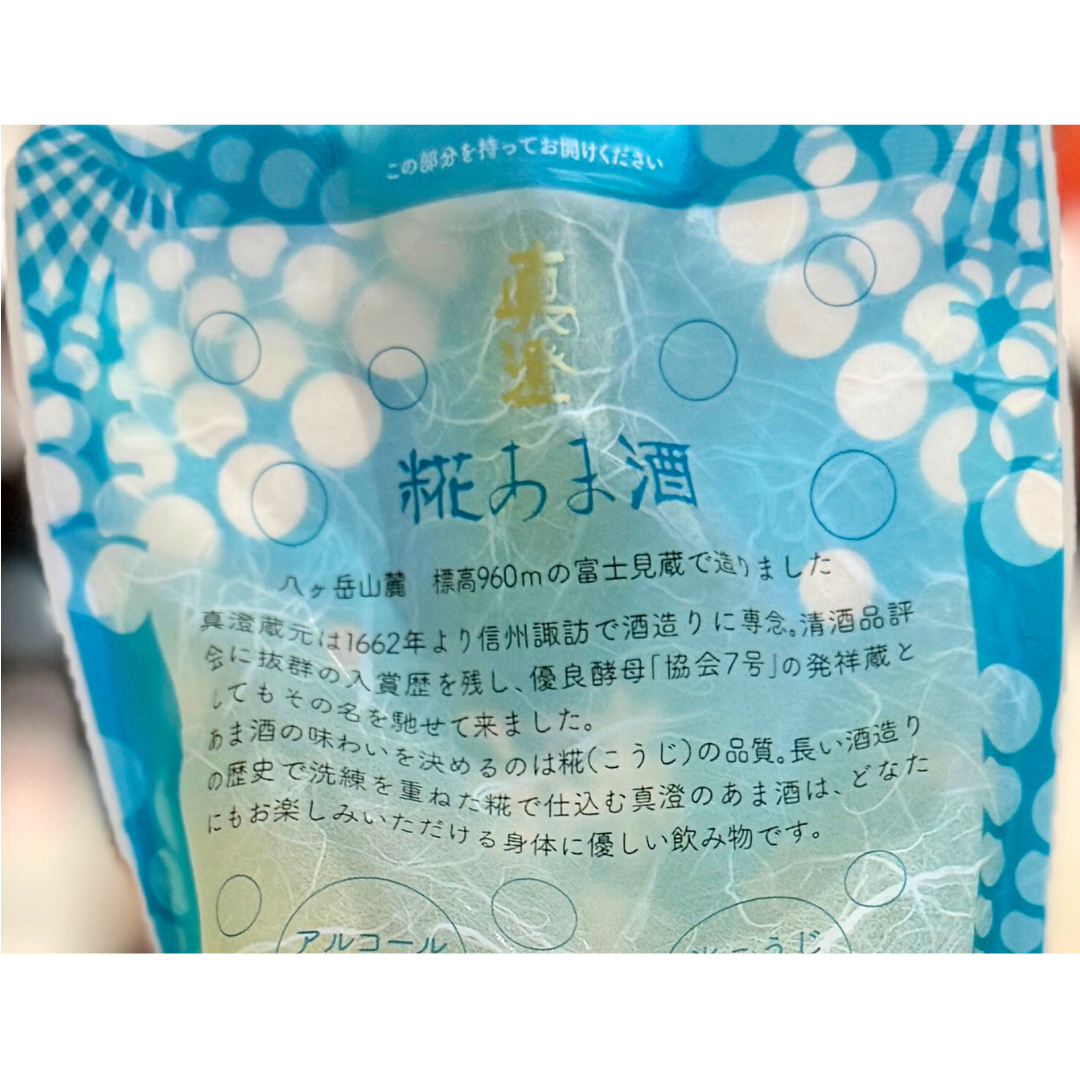 この部分を持ってお開けください
真澄
糀あま酒
八ヶ岳山麓 標高960mの富士見蔵で造りました
真澄蔵元は1662年より信州諏訪で酒造りに専念。清酒品評
会に抜群の入賞歴を残し、優良酵母「協会7号」の発祥蔵と
してもその名を馳せて来ました。
あま酒の味わいを決めるのは糀(こうじ)の品質。長い酒造り
の歴史で洗練を重ねた糀で仕込む真澄のあま酒は、どなた
にもお楽しみいただける身体に優しい飲み物です。
アルコール
こうじ